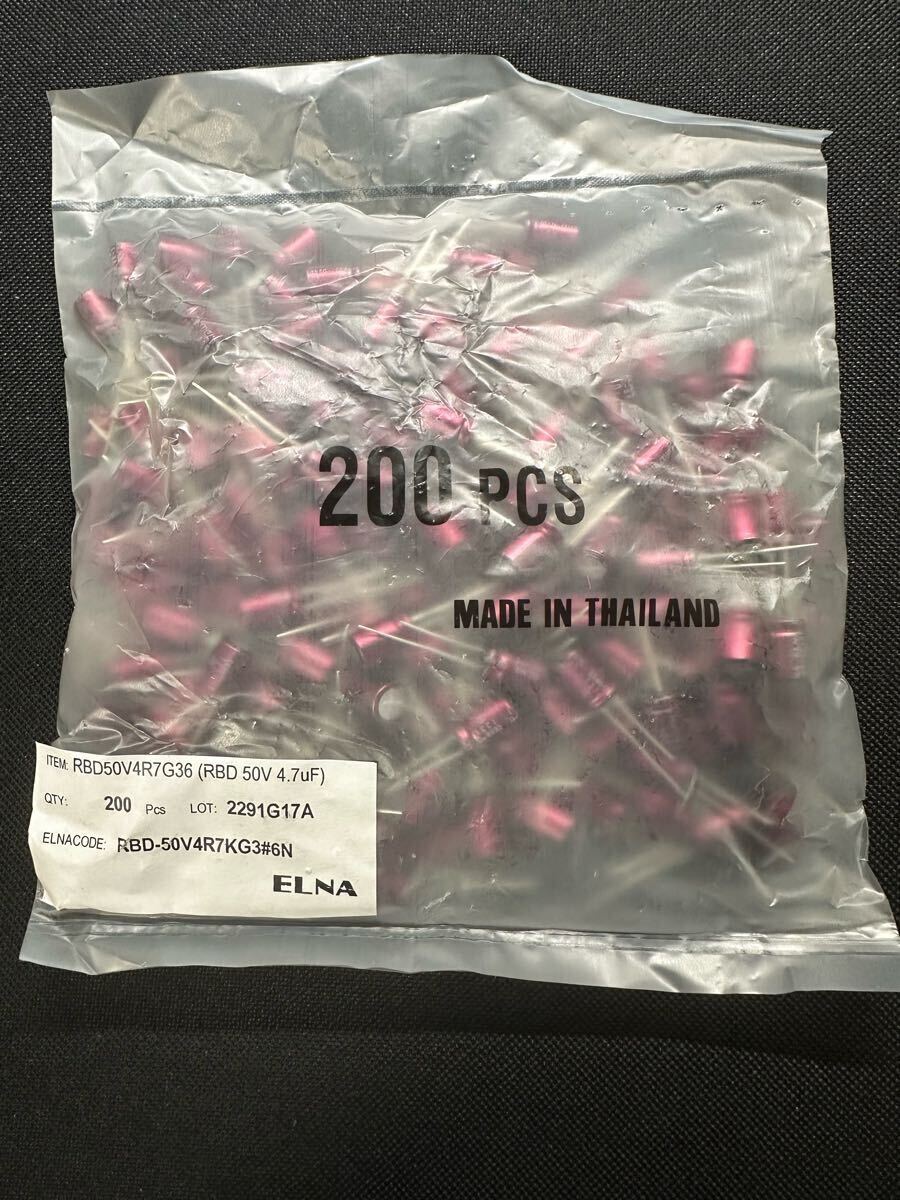 200 PCS
MADE IN THAILAND
ITEM: RBD50V4R7G36 (RBD 50V 4.7uF)
QTY: 200 Pcs LOT: 2291G17A
ELNACODE: RBD-50V4R7KG3#6N
ELNA